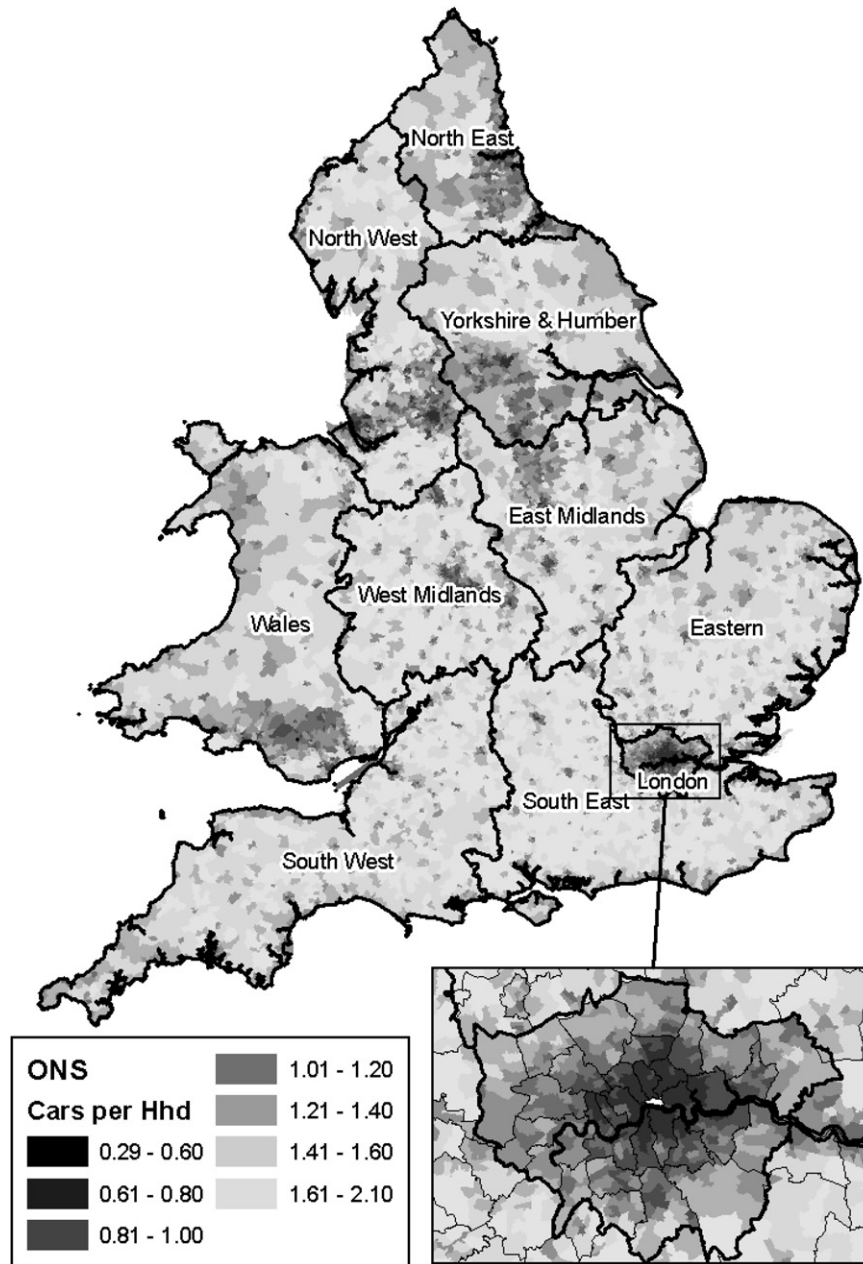 North East
North West
Yorkshire & Humber
East Midlands
West Midlands
Wales
Eastern
London
South East
South West
ONS
Cars per Hhd
0.29 - 0.60
0.61 - 0.80
0.81 - 1.00
1.01 - 1.20
1.21 - 1.40
1.41 - 1.60
1.61 - 2.10